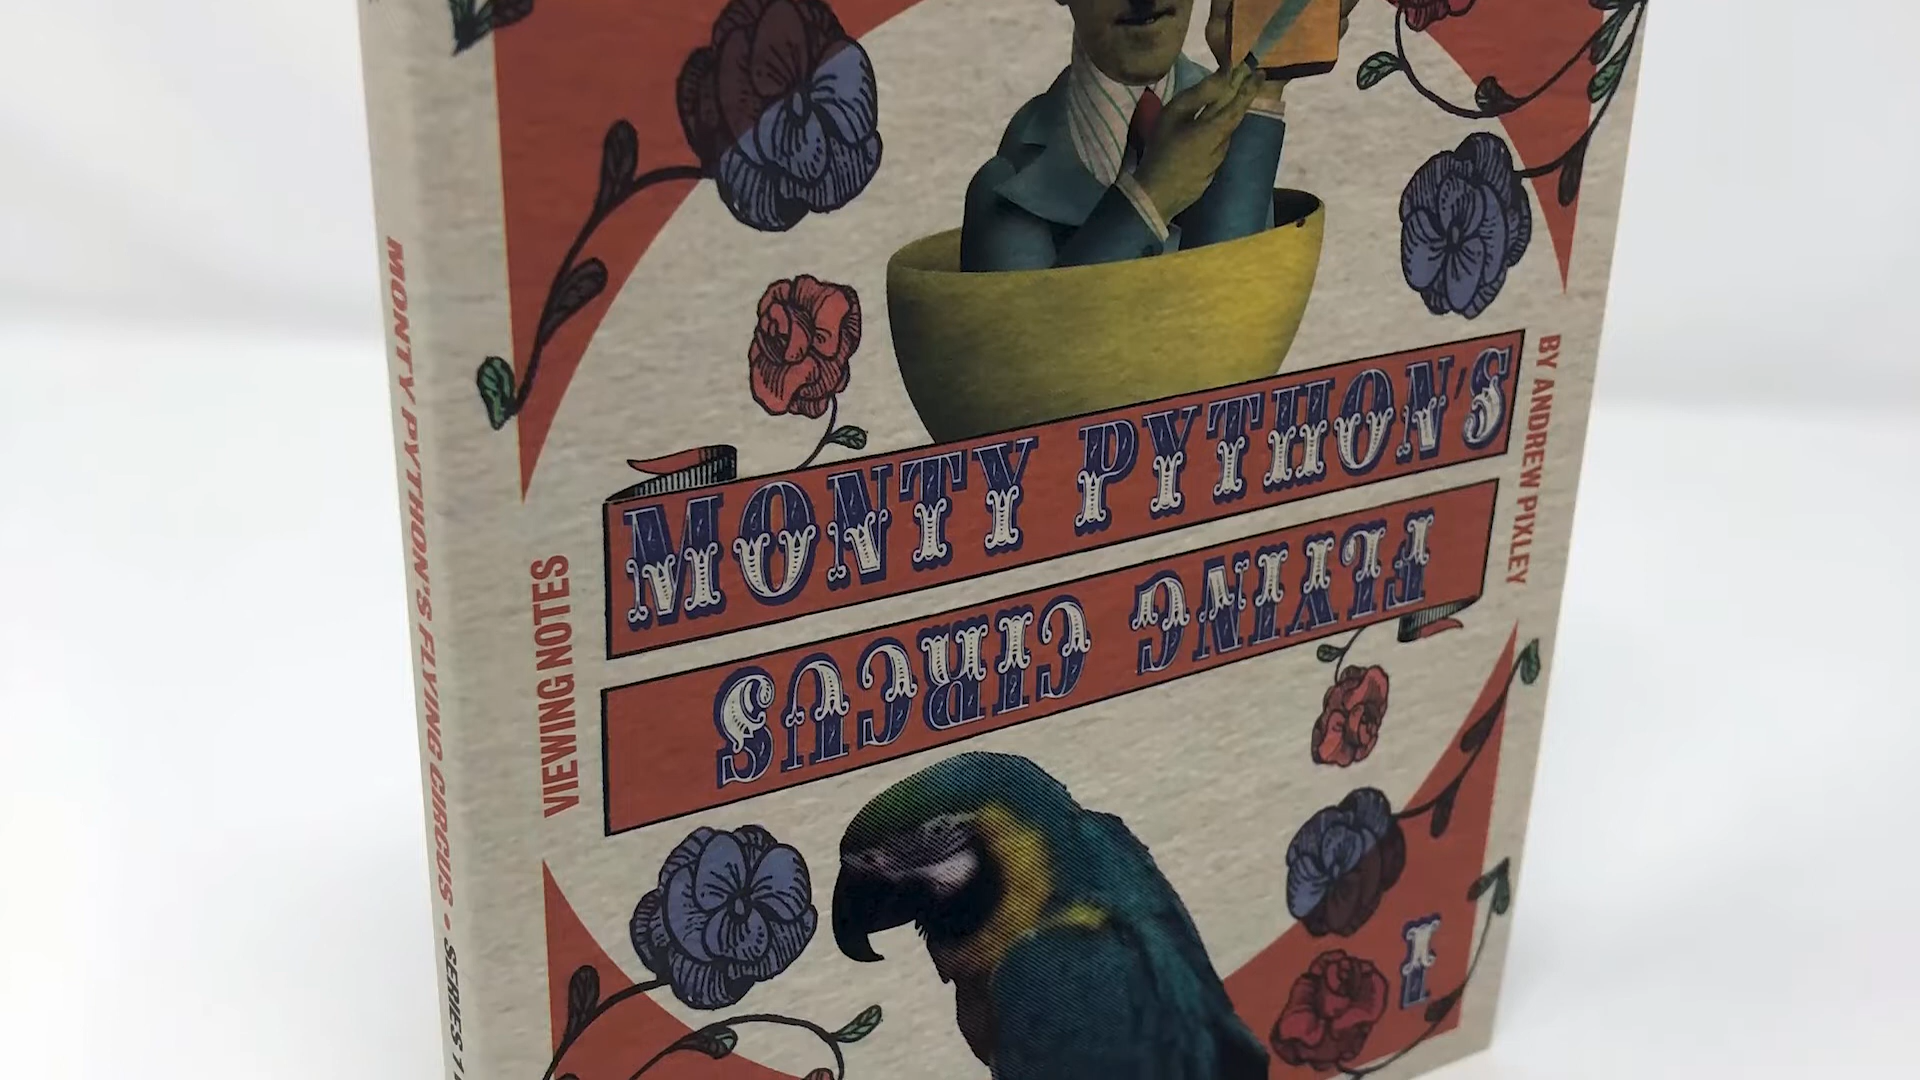 MONTY PYTHON'S FLYING CIRCUS • SERIES 1
VIEWING NOTES
MONTY PYTHON'S
FLYING CIRCUS
BY ANDREW PIXLEY
1